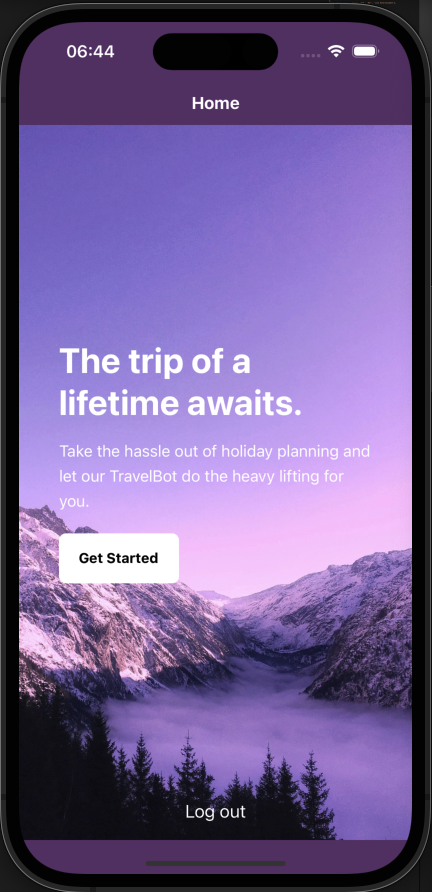 06:44
Home
The trip of a
lifetime awaits.
Take the hassle out of holiday planning and
let our TravelBot do the heavy lifting for
you.
Get Started
Log out